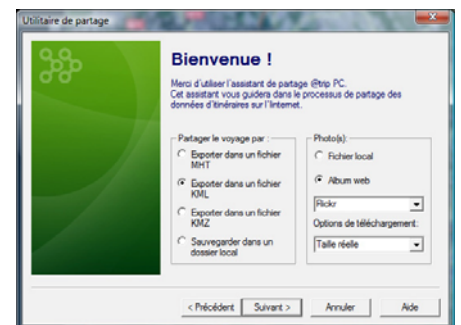 Utilitaire de partage
Bienvenue !
Merci d'utiliser l'assistant de partage @trip PC.
Cet assistant vous guidera dans le processus de partage des
données d'itinéraires sur l'Internet.
Partager le voyage par :
Exporter dans un fichier
MHT
Exporter dans un fichier
KML
Exporter dans un fichier
KMZ
Sauvegarder dans un
dossier local
Photo(s):
Fichier local
Album web
Flickr
Options de téléchargement:
Taille réelle
< Précédent
Suivant >
Annuler
Aide